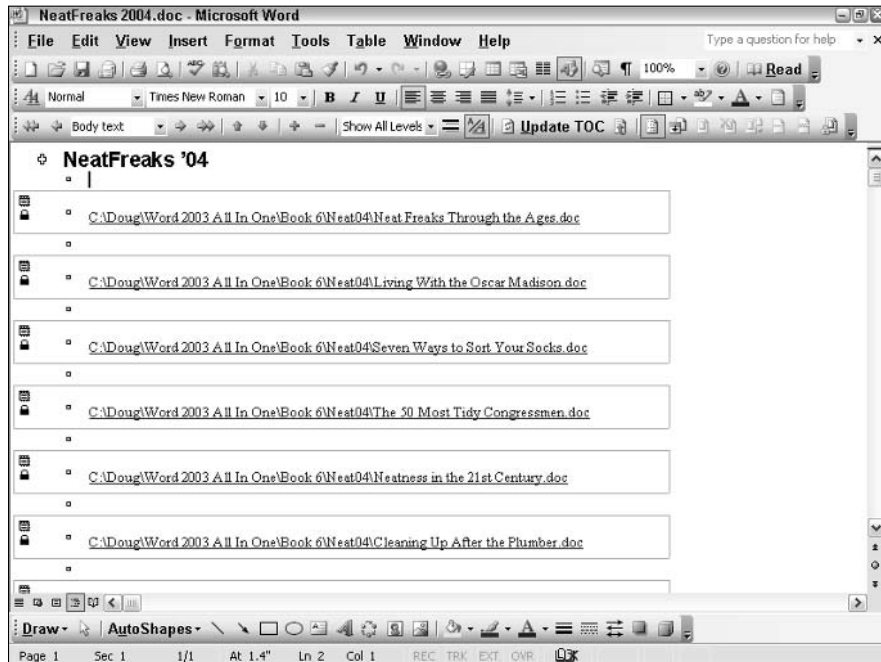 NeatFreaks 2004.doc - Microsoft Word
File Edit View Insert Format Tools Table Window Help Type a question for help
100% Read
Normal Times New Roman 10 B I U
Body text Show All Levels Update TOC
NeatFreaks '04
C:\Doug\Word 2003 All In One\Book 6\Neat04\Neat Freaks Through the Ages.doc
C:\Doug\Word 2003 All In One\Book 6\Neat04\Living With the Oscar Madison.doc
C:\Doug\Word 2003 All In One\Book 6\Neat04\Seven Ways to Sort Your Socks.doc
C:\Doug\Word 2003 All In One\Book 6\Neat04\The 50 Most Tidy Congressmen.doc
C:\Doug\Word 2003 All In One\Book 6\Neat04\Neatness in the 21st Century.doc
C:\Doug\Word 2003 All In One\Book 6\Neat04\Cleaning Up After the Plumber.doc
Draw AutoShapes
Page 1 Sec 1 1/1 At 1.4" Ln 2 Col 1 REC TRK EXT OVR